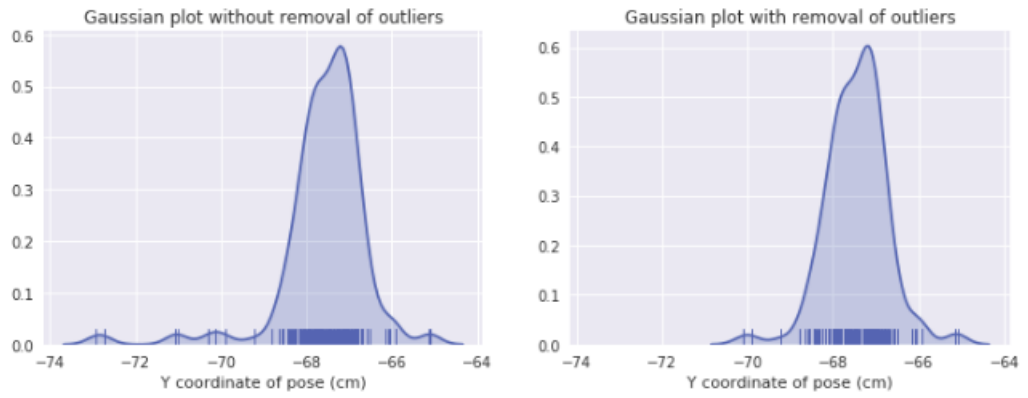 Gaussian plot without removal of outliers
0.6
0.5
0.4
0.3
0.2
0.1
0.0
−74 −72 −70 −68 −66 −64
Y coordinate of pose (cm)
Gaussian plot with removal of outliers
0.6
0.5
0.4
0.3
0.2
0.1
0.0
−74 −72 −70 −68 −66 −64
Y coordinate of pose (cm)